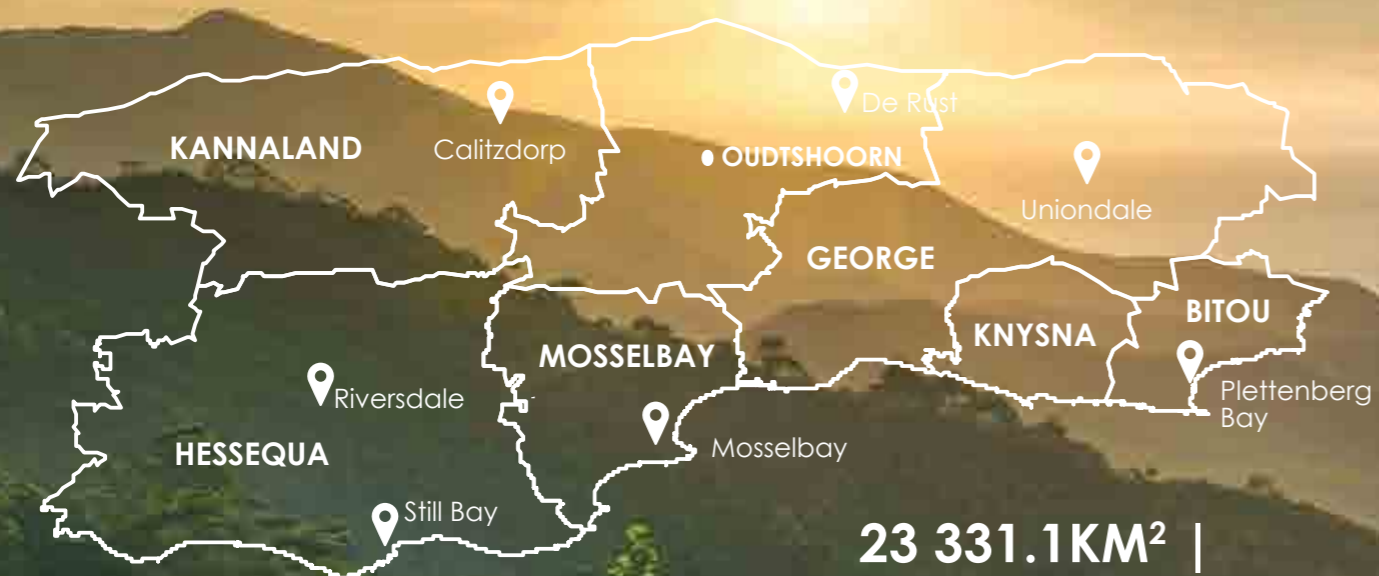 De Rust
KANNALAND
Calitzdorp
OUDTSHOORN
Uniondale
GEORGE
BITOU
KNYSNA
MOSSELBAY
Riversdale
Plettenberg
Bay
HESSEQUA
Mosselbay
Still Bay
23 331.1KM² |